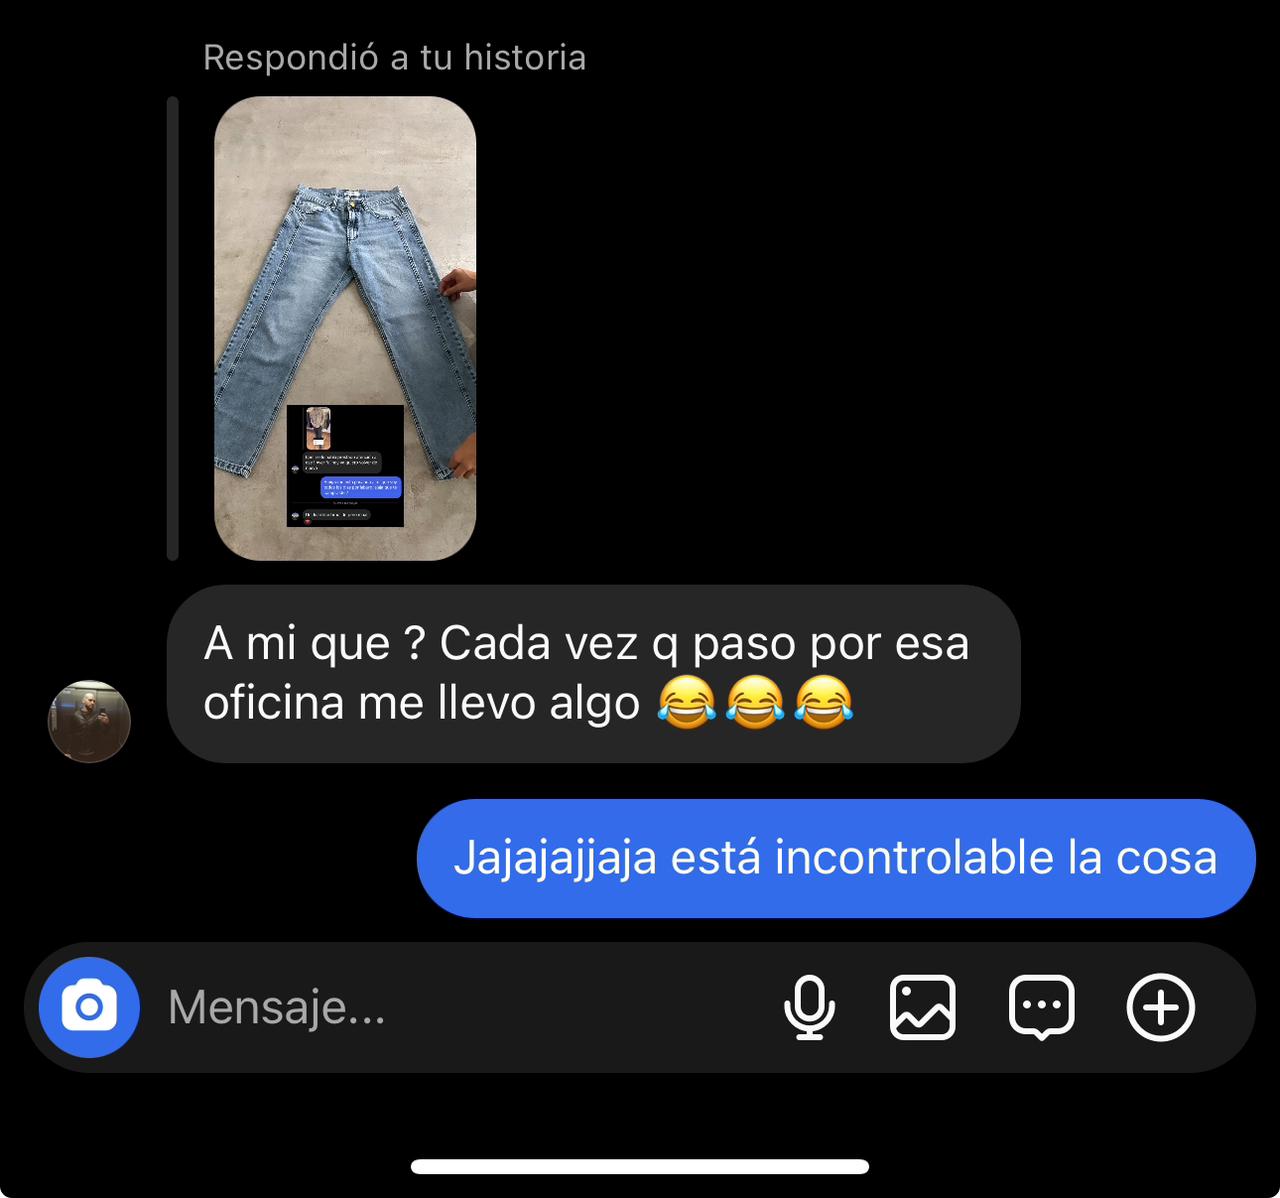 Respondió a tu historia
A mi que ? Cada vez q paso por esa
oficina me llevo algo 😂😂😂
Jajajajjaja está incontrolable la cosa
Mensaje...